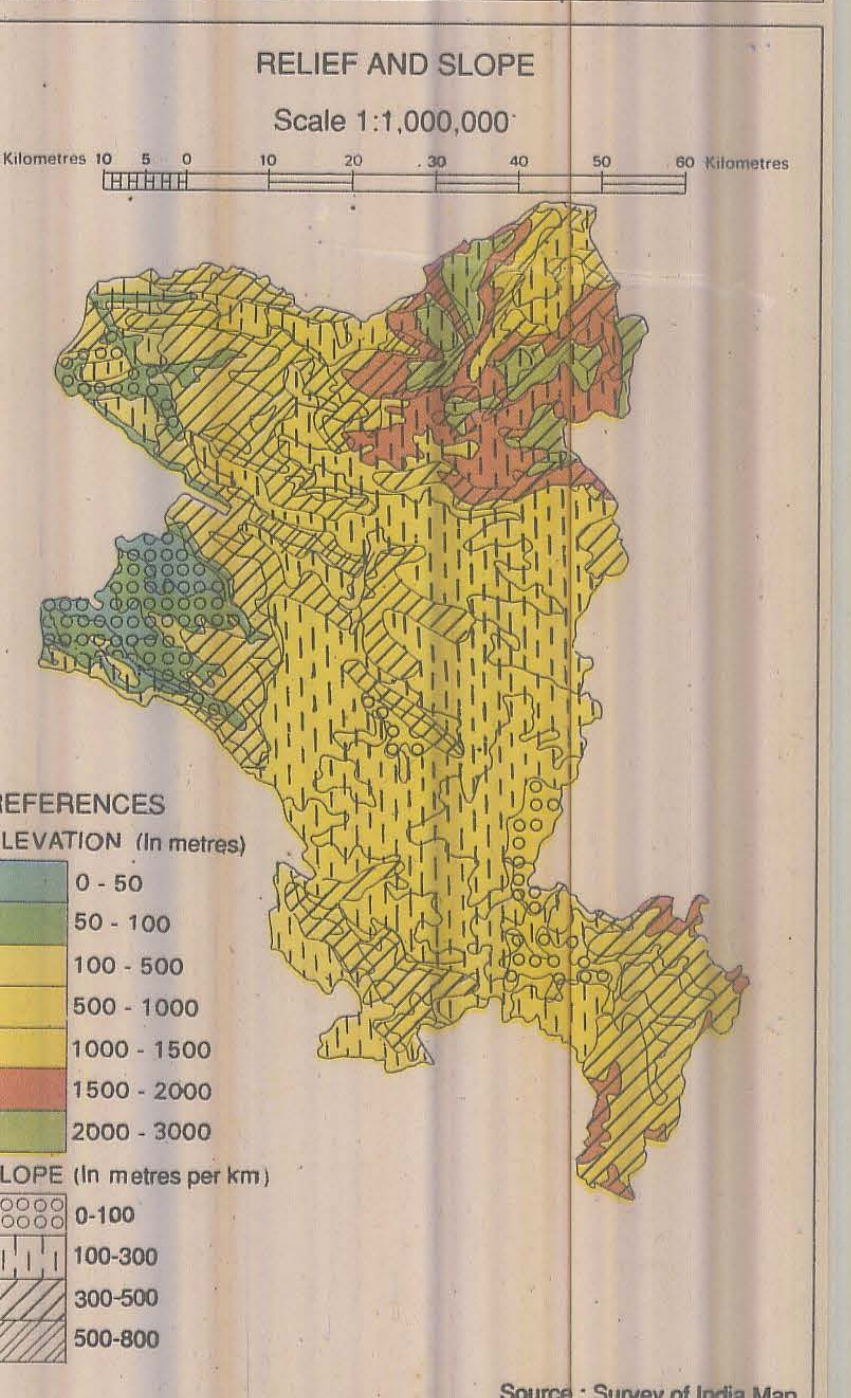 RELIEF AND SLOPE
Scale 1:1,000,000
Kilometres 10 5 0 10 20 30 40 50 60 Kilometres
EFERENCES
LEVATION (In metres)
0 - 50
50 - 100
100 - 500
500 - 1000
1000 - 1500
1500 - 2000
2000 - 3000
LOPE (In metres per km)
0-100
100-300
300-500
500-800
Source : Survey of India Map